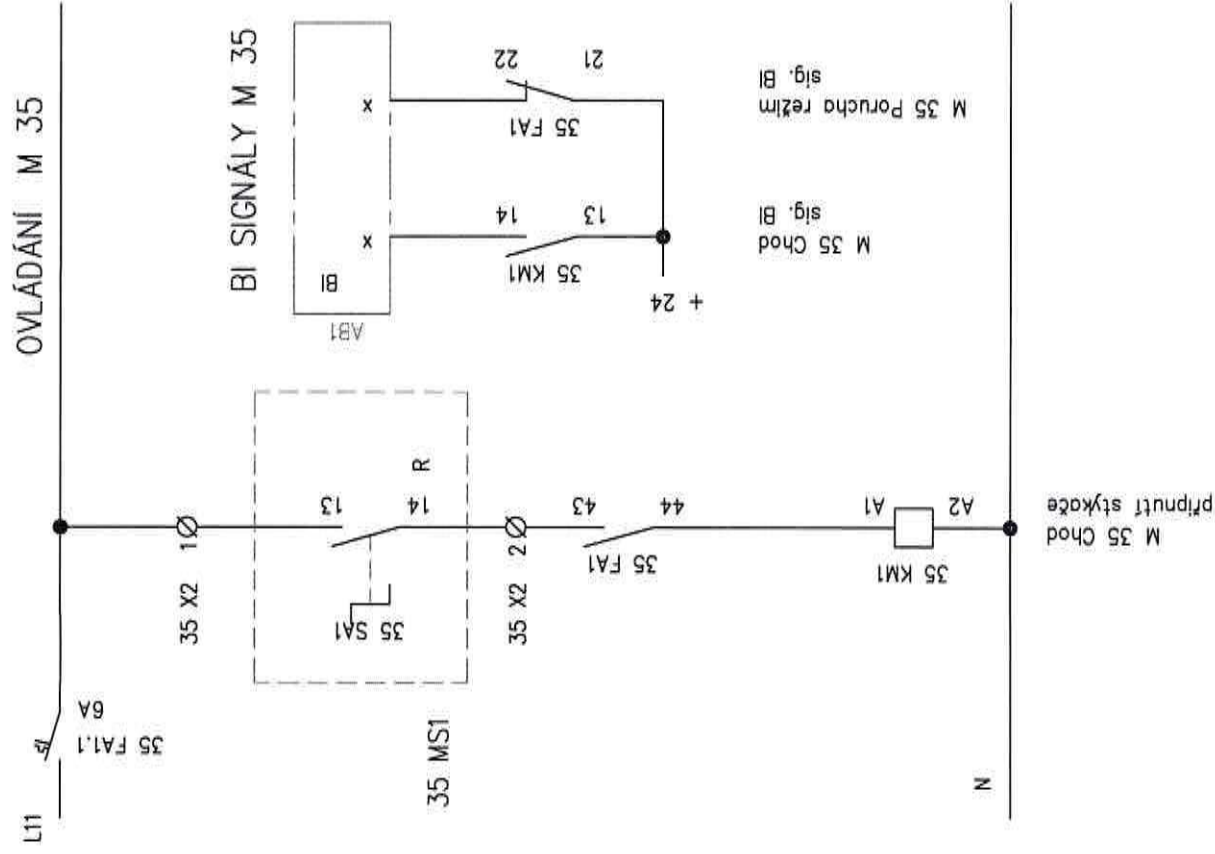 OVLÁDÁNÍ M 35
L11
35 FA1.1
6A
35 X2
1
35 MS1
35 SA1
13
14
R
35 X2
2
35 FA1
43
44
35 KM1
A1
A2
N
M 35 Chod
připnutí stykače
BI SIGNÁLY M 35
AB1
BI
x
x
35 KM1
14
13
35 FA1
22
21
+ 24
M 35 Chod
sig. BI
M 35 Porucha režim
sig. BI